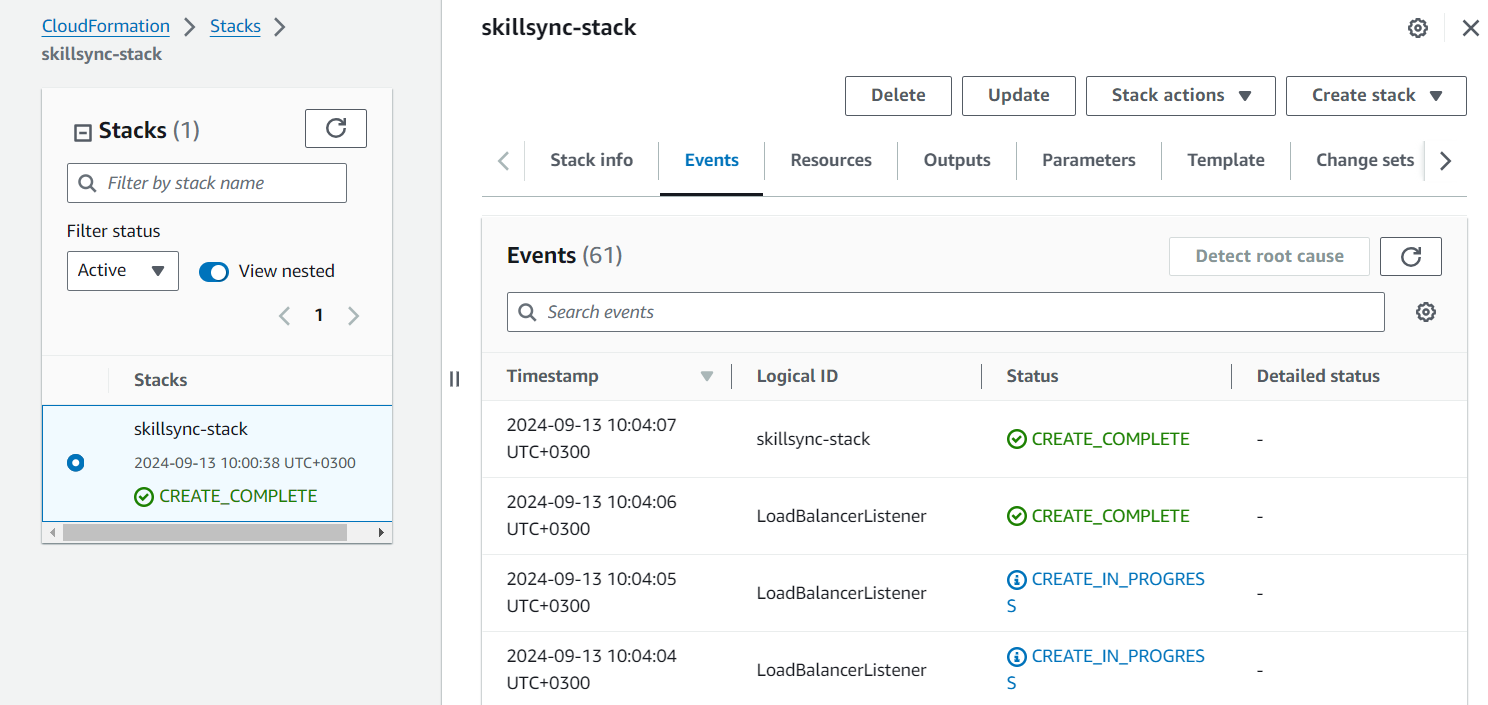 CloudFormation Stacks
skillsync-stack
Stacks (1)
Filter by stack name
Filter status
Active View nested
1
Stacks
skillsync-stack
2024-09-13 10:00:38 UTC+0300
CREATE_COMPLETE
skillsync-stack
Delete Update Stack actions Create stack
Stack info Events Resources Outputs Parameters Template Change sets
Events (61)
Detect root cause
Search events
Timestamp Logical ID Status Detailed status
2024-09-13 10:04:07
UTC+0300
skillsync-stack
CREATE_COMPLETE
-
2024-09-13 10:04:06
UTC+0300
LoadBalancerListener
CREATE_COMPLETE
-
2024-09-13 10:04:05
UTC+0300
LoadBalancerListener
CREATE_IN_PROGRES
S
-
2024-09-13 10:04:04
UTC+0300
LoadBalancerListener
CREATE_IN_PROGRES
S
-